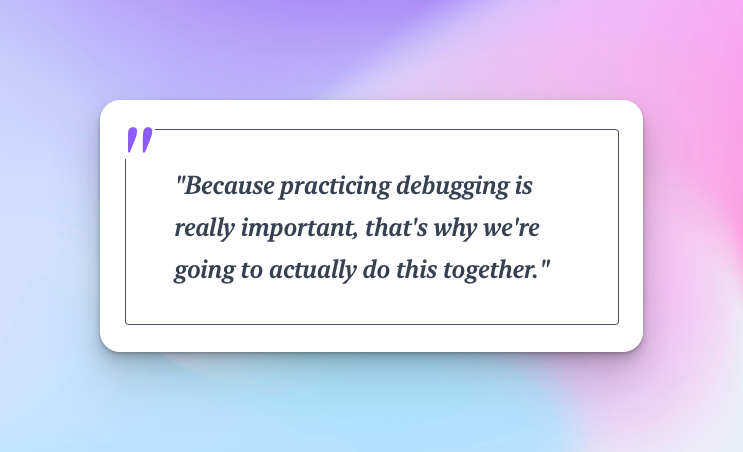 "
"Because practicing debugging is
really important, that's why we're
going to actually do this together."